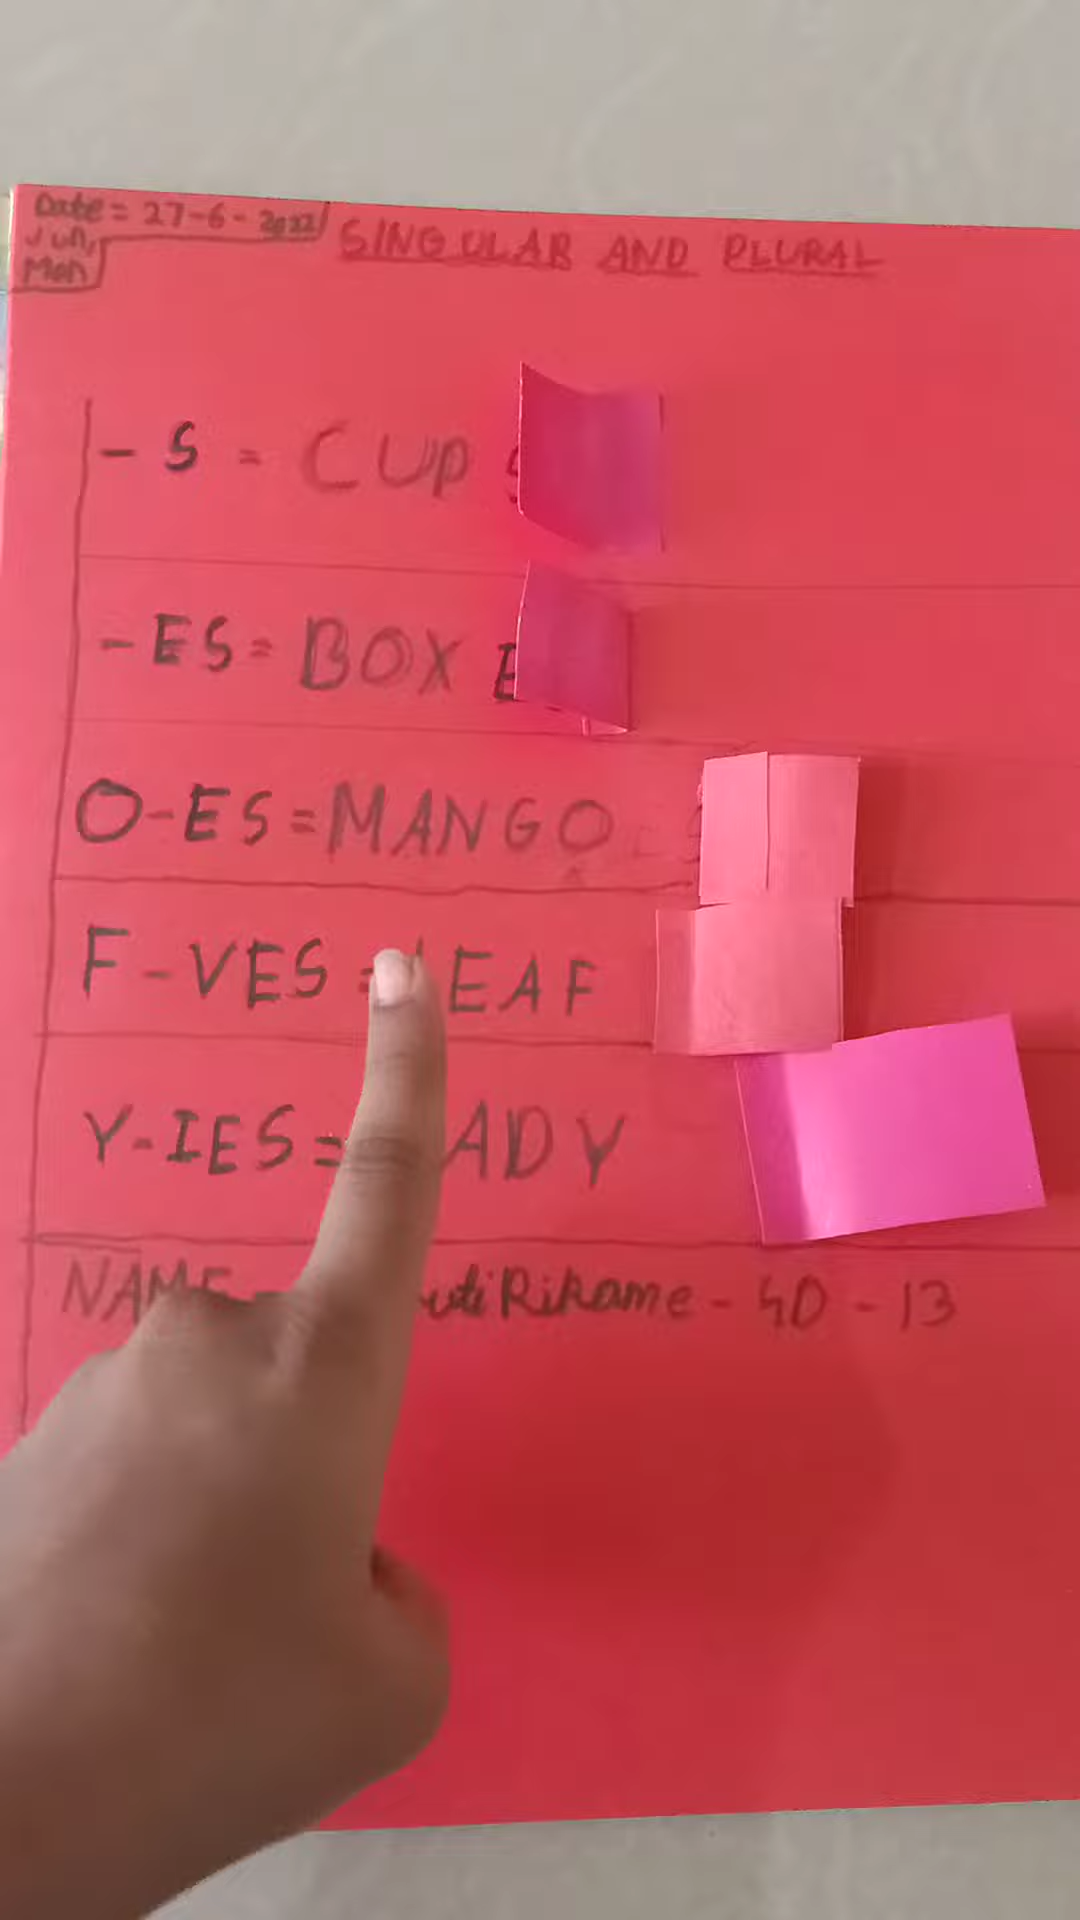 Date = 27-6-2022
Jun,
Mon
SINGULAR AND PLURAL
- S = CUP S
- ES = BOX E
O-ES = MANGO
F-VES = LEAF
Y-IES = ADY
NAME - Rikame - 4D - 13